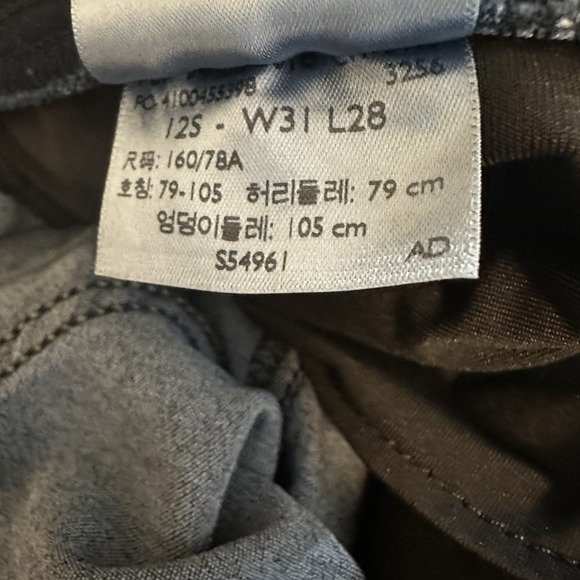 3256
PO: 4100455398
12S - W31 L28
尺码: 160/78A
호칭: 79-105 허리둘레: 79 cm
엉덩이둘레: 105 cm
S54961 AD